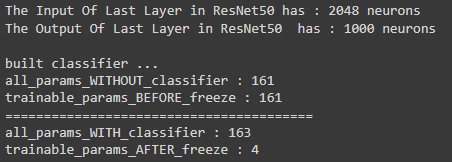 The Input Of Last Layer in ResNet50 has : 2048 neurons
The Output Of Last Layer in ResNet50  has : 1000 neurons
built classifier ...
all_params_WITHOUT_classifier : 161
trainable_params_BEFORE_freeze : 161
========================================
all_params_WITH_classifier : 163
trainable_params_AFTER_freeze : 4